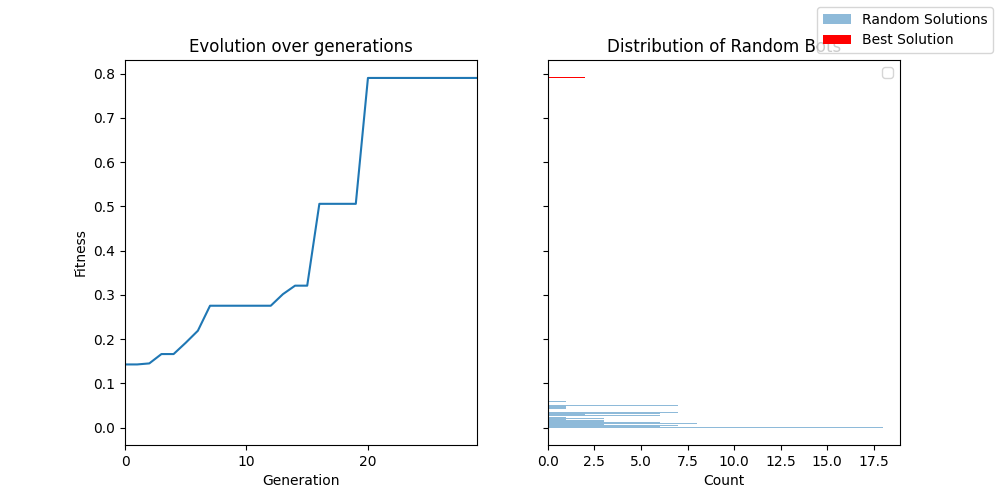 Random Solutions
Best Solution
Evolution over generations
Distribution of Random Bots
0.8
0.7
0.6
0.5
0.4
0.3
0.2
0.1
0.0
Fitness
0 10 20
Generation
0.0 2.5 5.0 7.5 10.0 12.5 15.0 17.5
Count